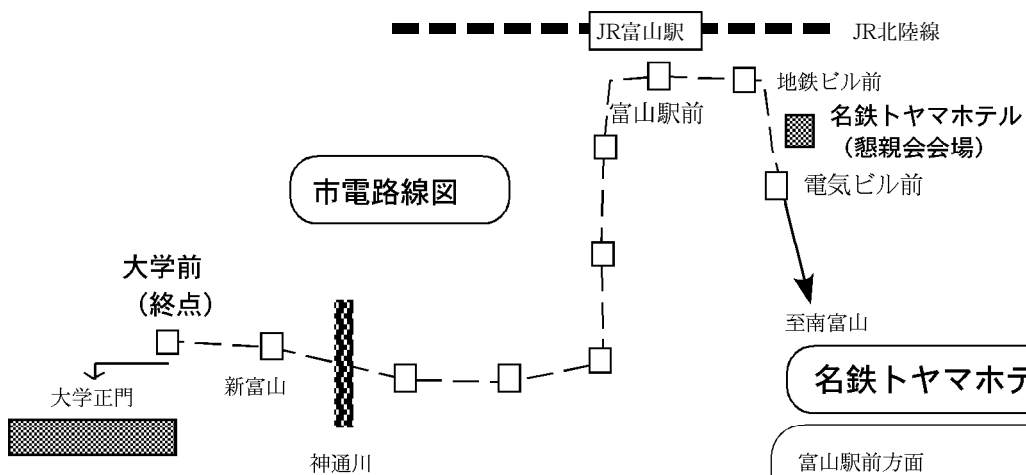 JR富山駅
JR北陸線
地鉄ビル前
富山駅前
名鉄トヤマホテル
（懇親会会場）
市電路線図
電気ビル前
大学前
（終点）
至南富山
新富山
大学正門
名鉄トヤマホテ
神通川
富山駅前方面